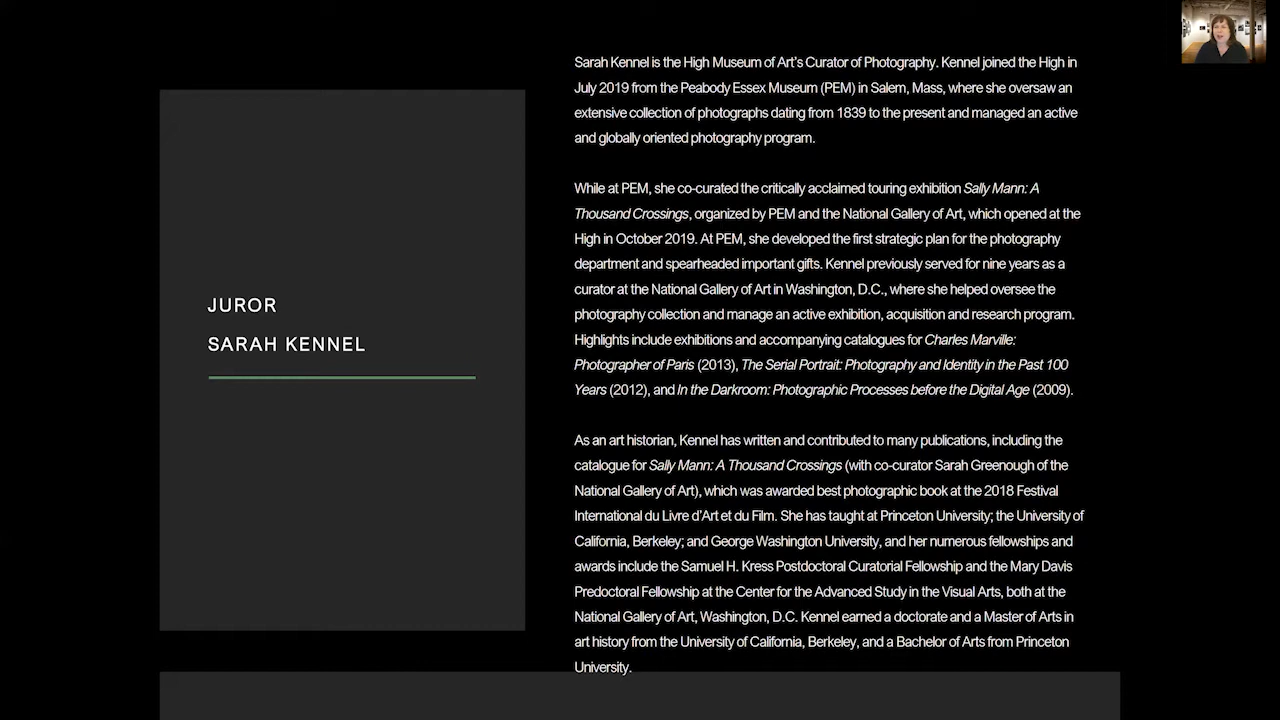 JUROR
SARAH KENNEL
Sarah Kennel is the High Museum of Art's Curator of Photography. Kennel joined the High in
July 2019 from the Peabody Essex Museum (PEM) in Salem, Mass, where she oversaw an
extensive collection of photographs dating from 1839 to the present and managed an active
and globally oriented photography program.
While at PEM, she co-curated the critically acclaimed touring exhibition Sally Mann: A
Thousand Crossings, organized by PEM and the National Gallery of Art, which opened at the
High in October 2019. At PEM, she developed the first strategic plan for the photography
department and spearheaded important gifts. Kennel previously served for nine years as a
curator at the National Gallery of Art in Washington, D.C., where she helped oversee the
photography collection and manage an active exhibition, acquisition and research program.
Highlights include exhibitions and accompanying catalogues for Charles Marville:
Photographer of Paris (2013), The Serial Portrait: Photography and Identity in the Past 100
Years (2012), and In the Darkroom: Photographic Processes before the Digital Age (2009).
As an art historian, Kennel has written and contributed to many publications, including the
catalogue for Sally Mann: A Thousand Crossings (with co-curator Sarah Greenough of the
National Gallery of Art), which was awarded best photographic book at the 2018 Festival
International du Livre d'Art et du Film. She has taught at Princeton University; the University of
California, Berkeley; and George Washington University, and her numerous fellowships and
awards include the Samuel H. Kress Postdoctoral Curatorial Fellowship and the Mary Davis
Predoctoral Fellowship at the Center for the Advanced Study in the Visual Arts, both at the
National Gallery of Art, Washington, D.C. Kennel earned a doctorate and a Master of Arts in
art history from the University of California, Berkeley, and a Bachelor of Arts from Princeton
University.